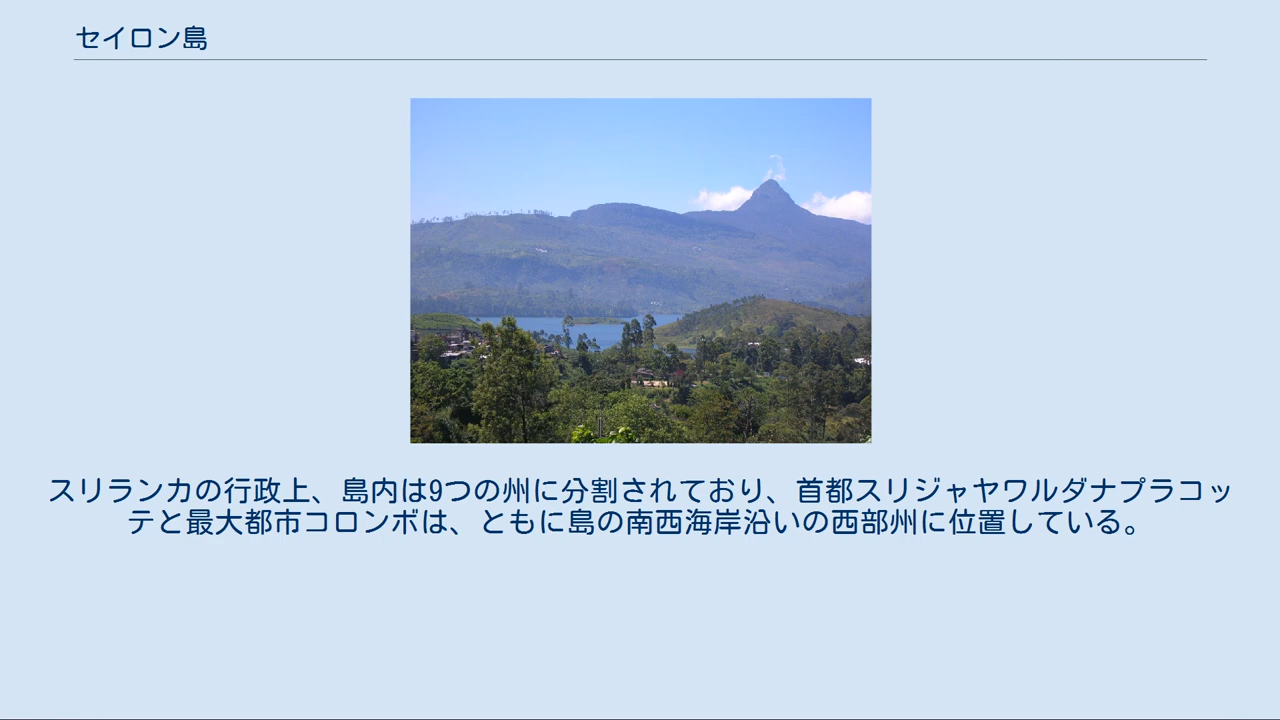 セイロン島
スリランカの行政上、島内は9つの州に分割されており、首都スリジャヤワルダナプラコッ
テと最大都市コロンボは、ともに島の南西海岸沿いの西部州に位置している。